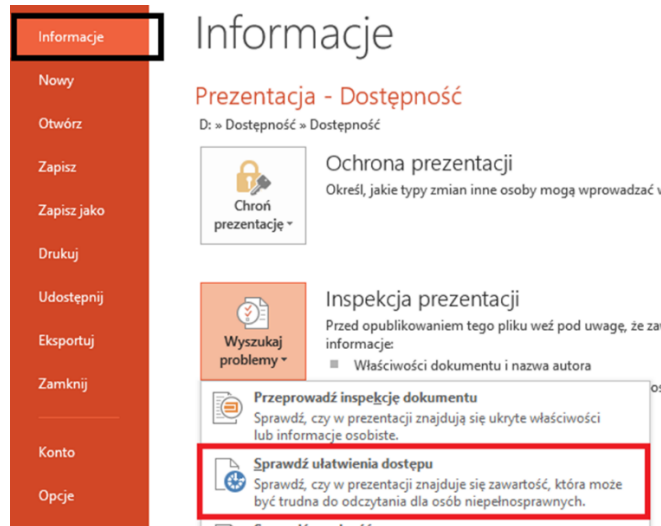 Informacje
Nowy
Otwórz
Zapisz
Zapisz jako
Drukuj
Udostępnij
Eksportuj
Zamknij
Konto
Opcje
Informacje
Prezentacja - Dostępność
D: » Dostępność » Dostępność
Chroń
prezentację
Ochrona prezentacji
Określ, jakie typy zmian inne osoby mogą wprowadzać
Wyszukaj
problemy
Inspekcja prezentacji
Przed opublikowaniem tego pliku weź pod uwagę, że
informacje:
Właściwości dokumentu i nazwa autora
Przeprowadź inspekcję dokumentu
Sprawdź, czy w prezentacji znajdują się ukryte właściwości
lub informacje osobiste.
Sprawdź ułatwienia dostępu
Sprawdź, czy w prezentacji znajduje się zawartość, która może
być trudna do odczytania dla osób niepełnosprawnych.